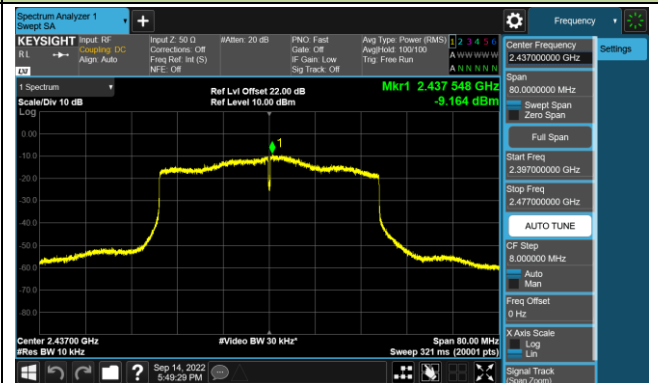 Spectrum Analyzer 1
Swept SA
Frequency
KEYSIGHT
RL
LW
Input: RF
Coupling: DC
Align: Auto
Input Z: 50 Ω
Corrections: Off
Freq Ref: Int (S)
NFE: Off
#Atten: 20 dB
PNO: Fast
Gate: Off
IF Gain: Low
Sig Track: Off
Avg Type: Power (RMS)
Avg|Hold: 100/100
Trig: Free Run
1 2 3 4 5 6
A W W W W W
A N N N N N
1 Spectrum
Scale/Div 10 dB
Log
Ref Lvl Offset 22.00 dB
Ref Level 10.00 dBm
Mkr1 2.437 548 GHz
-9.164 dBm
1
0.00
-10.0
-20.0
-30.0
-40.0
-50.0
-60.0
-70.0
-80.0
Center 2.43700 GHz
#Res BW 10 kHz
#Video BW 30 kHz*
Span 80.00 MHz
Sweep 321 ms (20001 pts)
Sep 14, 2022
5:49:29 PM
?
Center Frequency
2.437000000 GHz
Settings
Span
80.0000000 MHz
Swept Span
Zero Span
Full Span
Start Freq
2.397000000 GHz
Stop Freq
2.477000000 GHz
AUTO TUNE
CF Step
8.000000 MHz
Auto
Man
Freq Offset
0 Hz
X Axis Scale
Log
Lin
Signal Track
(Span Zoom)